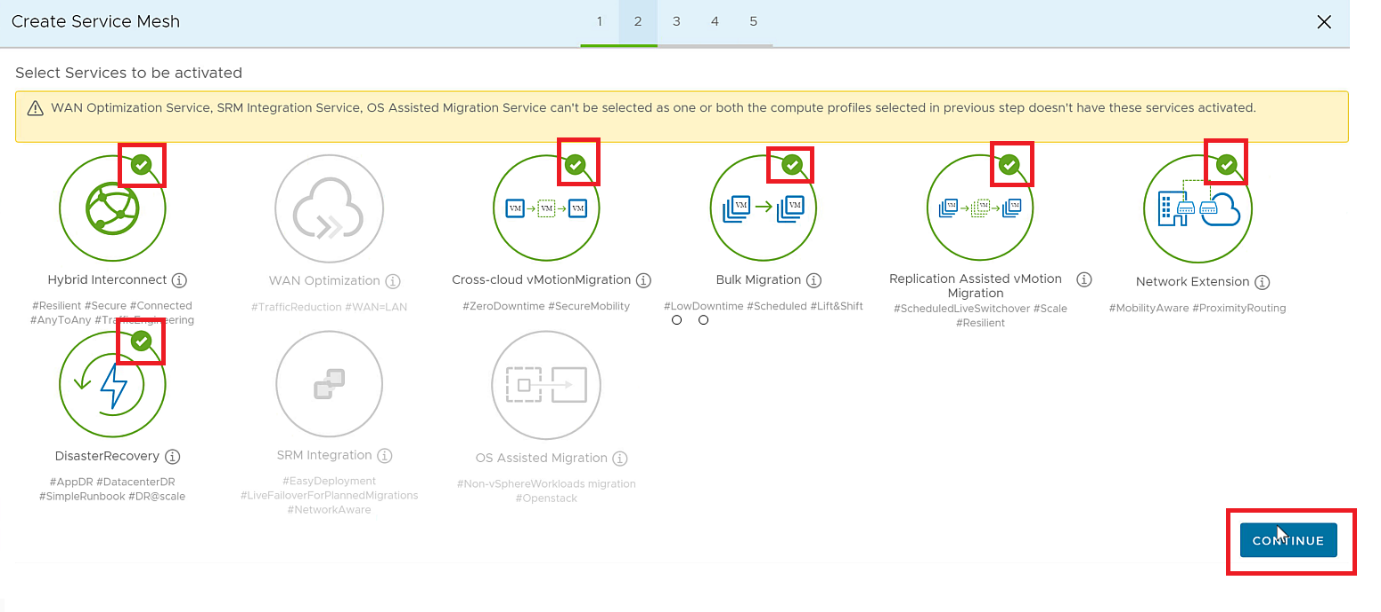 Create Service Mesh
1 2 3 4 5
Select Services to be activated
WAN Optimization Service, SRM Integration Service, OS Assisted Migration Service can't be selected as one or both the compute profiles selected in previous step doesn't have these services activated.
VM VM VM
VM VM
VM VM VM
Hybrid Interconnect
#Resilient #Secure #Connected
#AnyToAny #TrafficEngineering
WAN Optimization
#TrafficReduction #WAN=LAN
Cross-cloud vMotionMigration
#ZeroDowntime #SecureMobility
Bulk Migration
#LowDowntime #Scheduled #Lift&Shift
Replication Assisted vMotion
Migration
#ScheduledLiveSwitchover #Scale
#Resilient
Network Extension
#MobilityAware #ProximityRouting
DisasterRecovery
#AppDR #DatacenterDR
#SimpleRunbook #DR@scale
SRM Integration
#EasyDeployment
#LiveFailoverForPlannedMigrations
#NetworkAware
OS Assisted Migration
#Non-vSphereWorkloads migration
#Openstack
CONTINUE